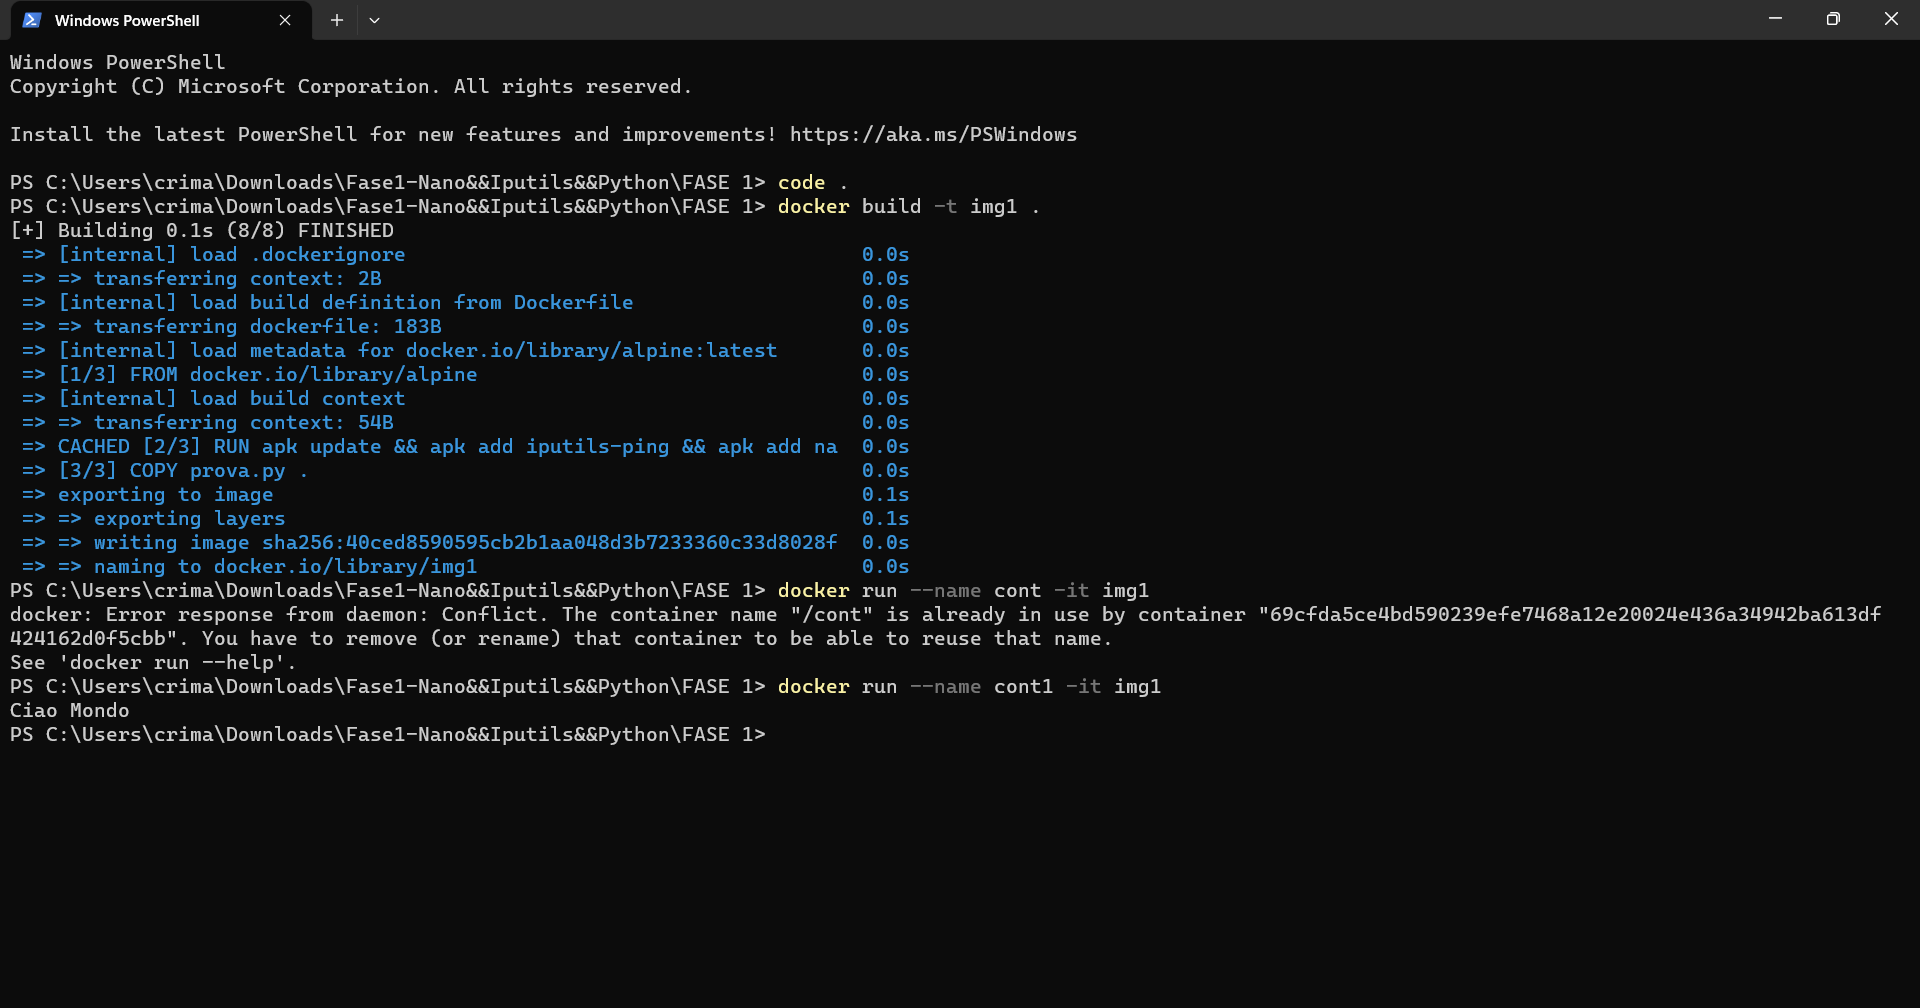 Windows PowerShell
Windows PowerShell
Copyright (C) Microsoft Corporation. All rights reserved.
Install the latest PowerShell for new features and improvements! https://aka.ms/PSWindows
PS C:\Users\crima\Downloads\Fase1-Nano&&Iputils&&Python\FASE 1> code .
PS C:\Users\crima\Downloads\Fase1-Nano&&Iputils&&Python\FASE 1> docker build -t img1 .
[+] Building 0.1s (8/8) FINISHED
=> [internal] load .dockerignore 0.0s
=> => transferring context: 2B 0.0s
=> [internal] load build definition from Dockerfile 0.0s
=> => transferring dockerfile: 183B 0.0s
=> [internal] load metadata for docker.io/library/alpine:latest 0.0s
=> [1/3] FROM docker.io/library/alpine 0.0s
=> [internal] load build context 0.0s
=> => transferring context: 54B 0.0s
=> CACHED [2/3] RUN apk update && apk add iputils-ping && apk add na 0.0s
=> [3/3] COPY prova.py . 0.0s
=> exporting to image 0.1s
=> => exporting layers 0.1s
=> => writing image sha256:40ced8590595cb2b1aa048d3b7233360c33d8028f 0.0s
=> => naming to docker.io/library/img1 0.0s
PS C:\Users\crima\Downloads\Fase1-Nano&&Iputils&&Python\FASE 1> docker run --name cont -it img1
docker: Error response from daemon: Conflict. The container name "/cont" is already in use by container "69cfda5ce4bd590239efe7468a12e20024e436a34942ba613df
424162d0f5cbb". You have to remove (or rename) that container to be able to reuse that name.
See 'docker run --help'.
PS C:\Users\crima\Downloads\Fase1-Nano&&Iputils&&Python\FASE 1> docker run --name cont1 -it img1
Ciao Mondo
PS C:\Users\crima\Downloads\Fase1-Nano&&Iputils&&Python\FASE 1>